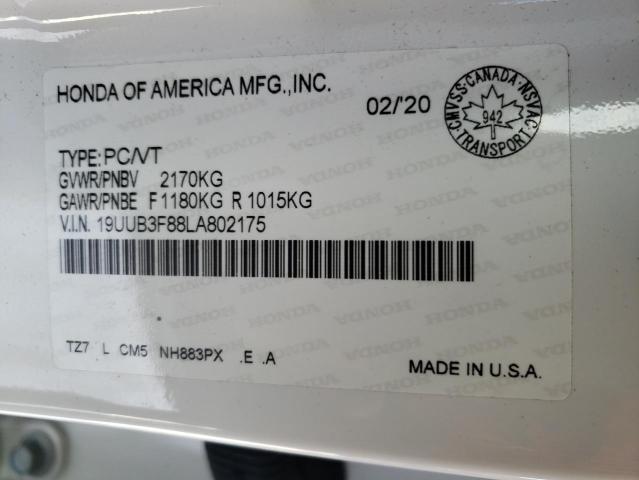 HONDA OF AMERICA MFG.,INC.
02/'20
CMVSS·CANADA·NSVAC
942
TRANSPORT
TYPE: PC/VT
GVWR/PNBV 2170KG
GAWR/PNBE F 1180KG R 1015KG
V.I.N. 19UUB3F88LA802175
TZ7 L CM5 NH883PX .E .A
MADE IN U.S.A.